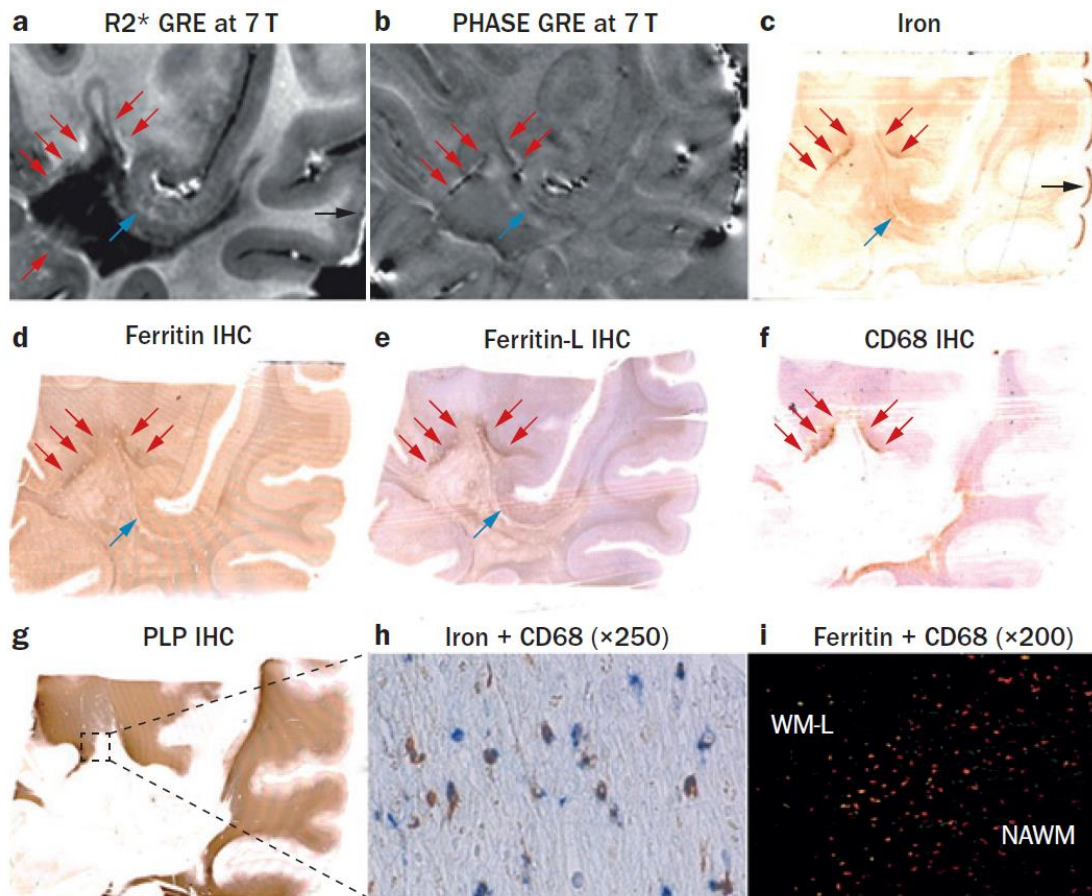 a R2* GRE at 7 T
b PHASE GRE at 7 T
c Iron
d Ferritin IHC
e Ferritin-L IHC
f CD68 IHC
g PLP IHC
h Iron + CD68 (×250)
i Ferritin + CD68 (×200)
WM-L
NAWM